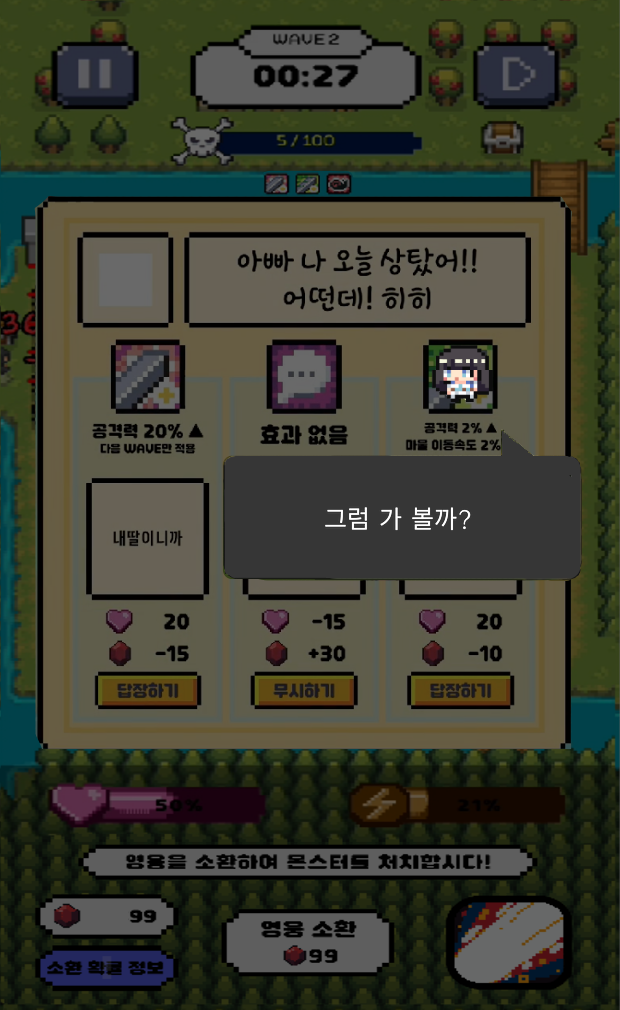 WAVE2
00:27
5/100
36
아빠 나 오늘 상탔어!!
어떤데! 히히
공격력 20% ▲
다음 WAVE만 적용
효과 없음
공격력 2% ▲
마물 이동속도 2%
그럼 가 볼까?
내딸이니까
20
-15
-15
+30
20
-10
답장하기
무시하기
답장하기
50%
21%
영웅을 소환하여 몬스터를 처치합시다!
99
영웅 소환
99
소환 확률 정보